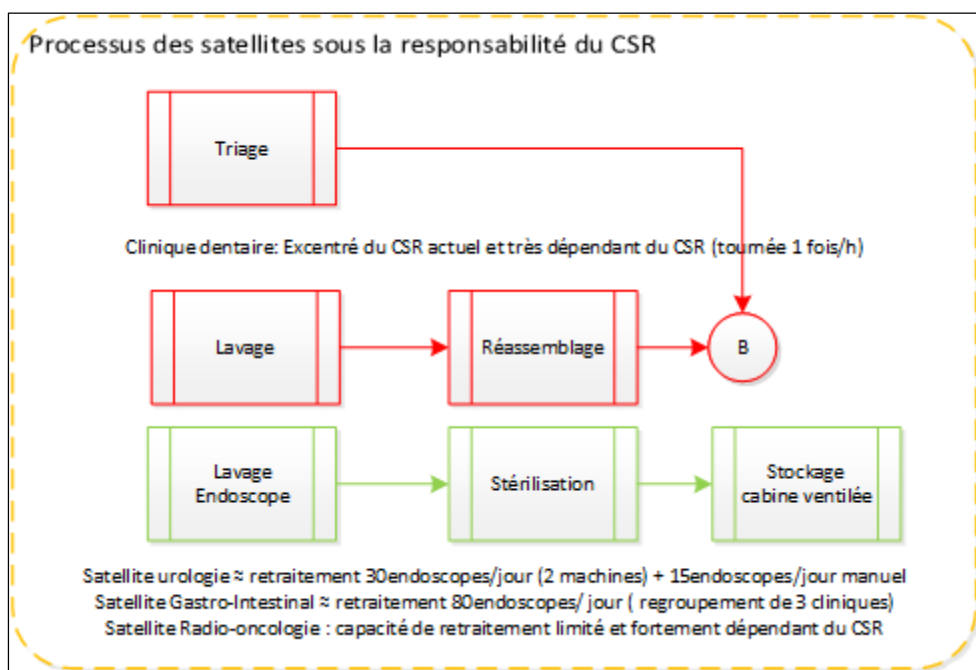 Processus des satellites sous la responsabilité du CSR
Triage
Clinique dentaire: Excentré du CSR actuel et très dépendant du CSR (tournée 1 fois/h)
Lavage
Réassemblage
B
Lavage
Endoscope
Stérilisation
Stockage
cabine ventilée
Satellite urologie ≈ retraitement 30endoscopes/jour (2 machines) + 15endoscopes/jour manuel
Satellite Gastro-Intestinal ≈ retraitement 80endoscopes/ jour ( regroupement de 3 cliniques)
Satellite Radio-oncologie : capacité de retraitement limité et fortement dépendant du CSR